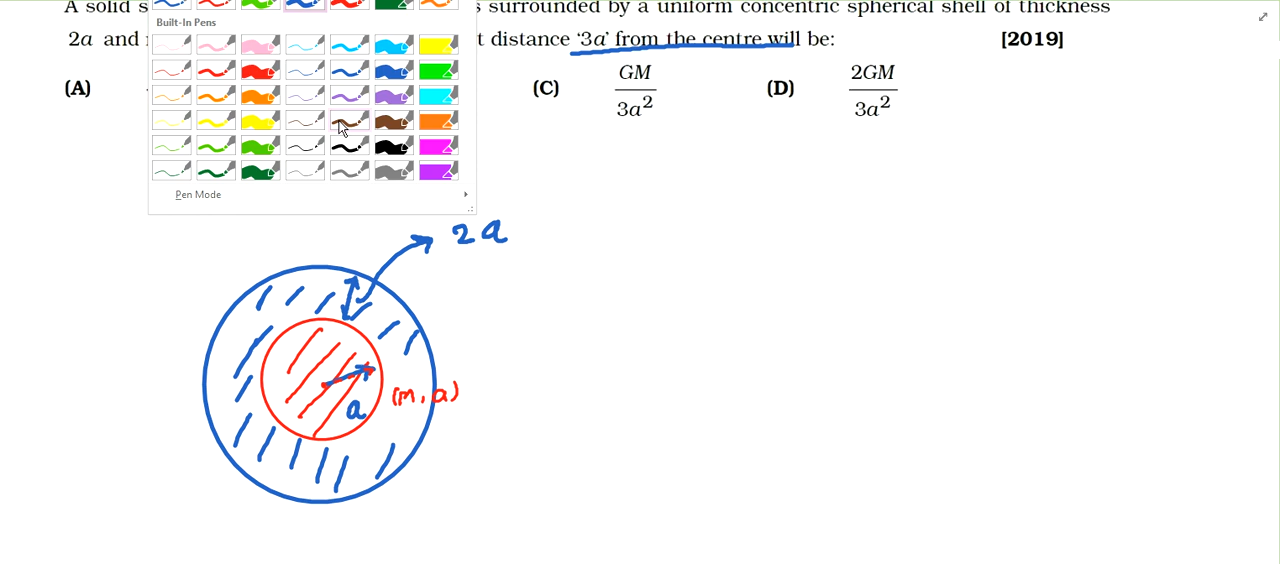 A solid s surrounded by a uniform concentric spherical shell of thickness
Built-In Pens
2a and t distance ‘3a’ from the centre will be: [2019]
(A) (C) GM/3a² (D) 2GM/3a²
Pen Mode
2a
(m, a)
a